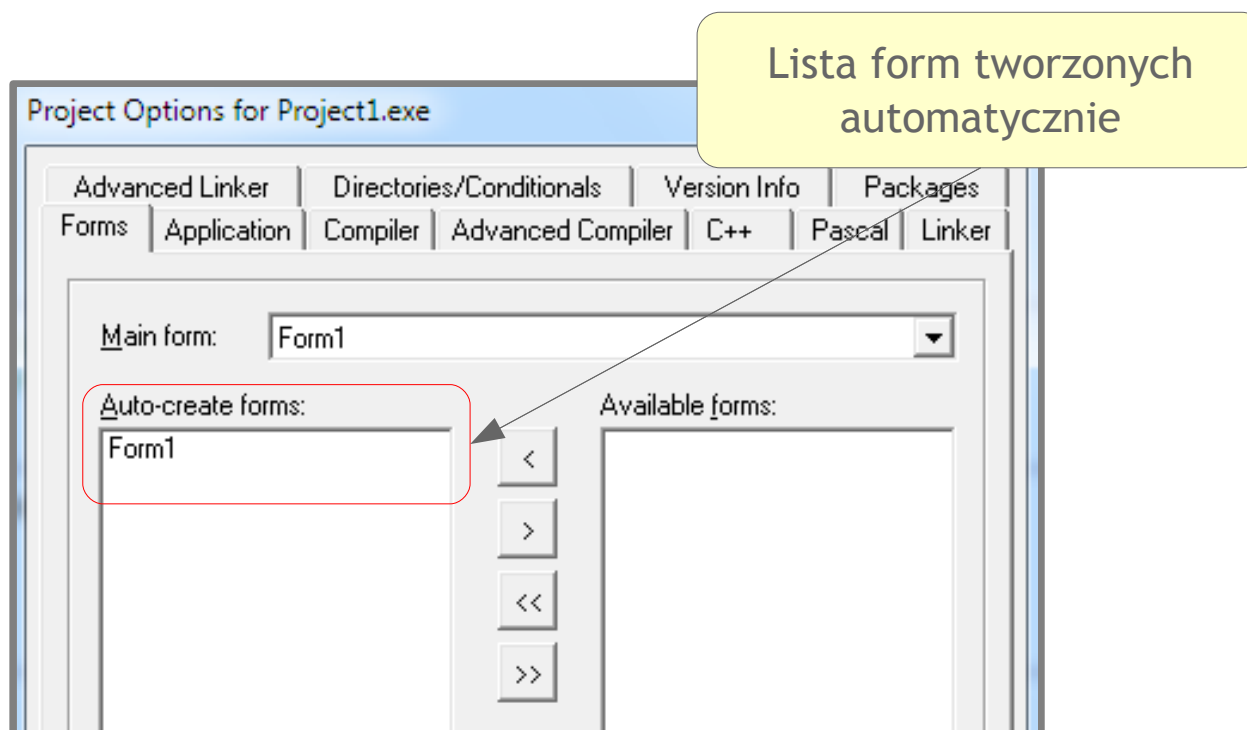 Lista form tworzonych
automatycznie
Project Options for Project1.exe
Advanced Linker Directories/Conditionals Version Info Packages
Forms Application Compiler Advanced Compiler C++ Pascal Linker
Main form: Form1
Auto-create forms: Available forms:
Form1
<
>
<<
>>